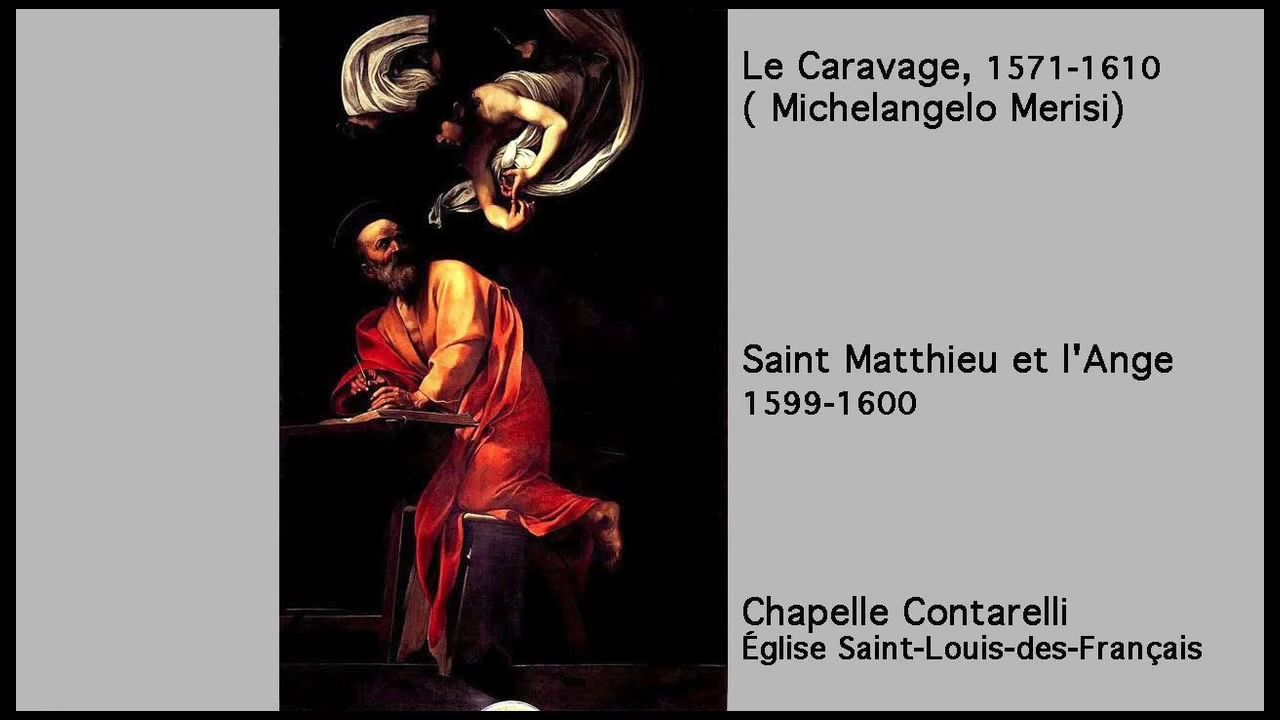 Le Caravage, 1571-1610
( Michelangelo Merisi)
Saint Matthieu et l'Ange
1599-1600
Chapelle Contarelli
Église Saint-Louis-des-Français